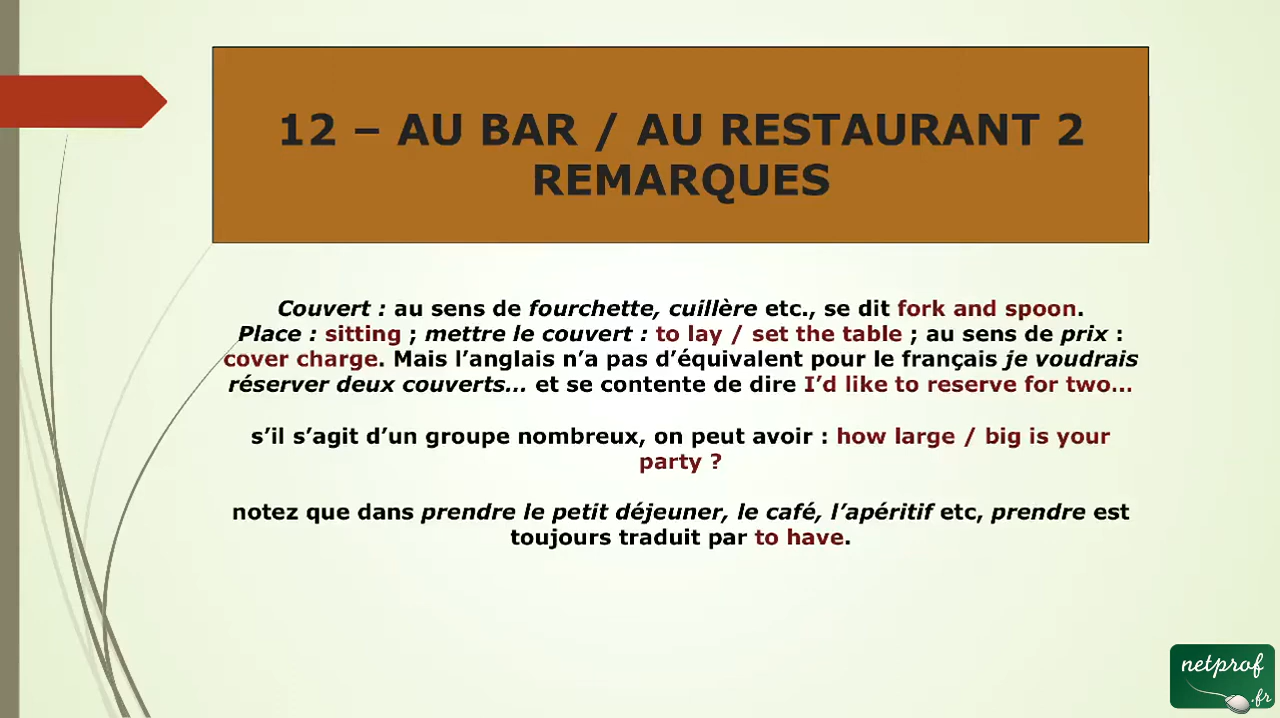 12 – AU BAR / AU RESTAURANT 2
REMARQUES
Couvert : au sens de fourchette, cuillère etc., se dit fork and spoon.
Place : sitting ; mettre le couvert : to lay / set the table ; au sens de prix :
cover charge. Mais l’anglais n’a pas d’équivalent pour le français je voudrais
réserver deux couverts… et se contente de dire I’d like to reserve for two…
s’il s’agit d’un groupe nombreux, on peut avoir : how large / big is your
party ?
notez que dans prendre le petit déjeuner, le café, l’apéritif etc, prendre est
toujours traduit par to have.
netprof
.fr